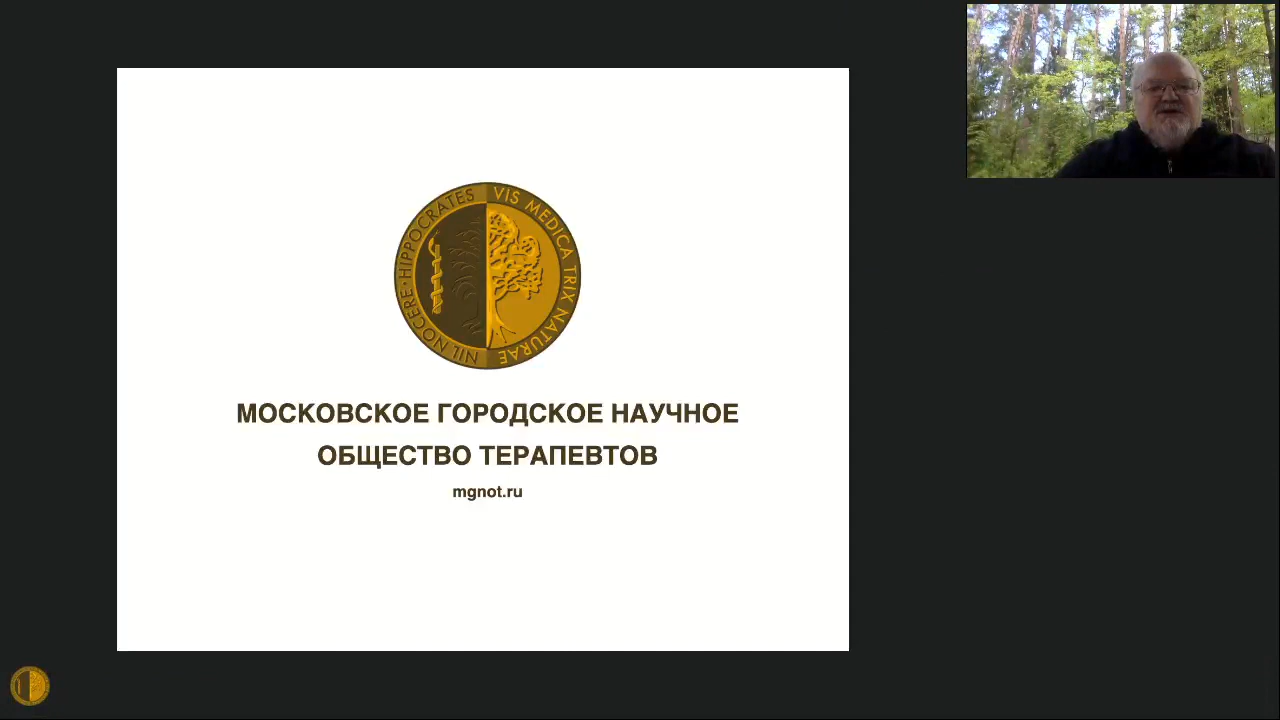 NIL NOCERE · HIPPOCRATES
VIS MEDICA TRIX NATURAE
МОСКОВСКОЕ ГОРОДСКОЕ НАУЧНОЕ
ОБЩЕСТВО ТЕРАПЕВТОВ
mgnot.ru